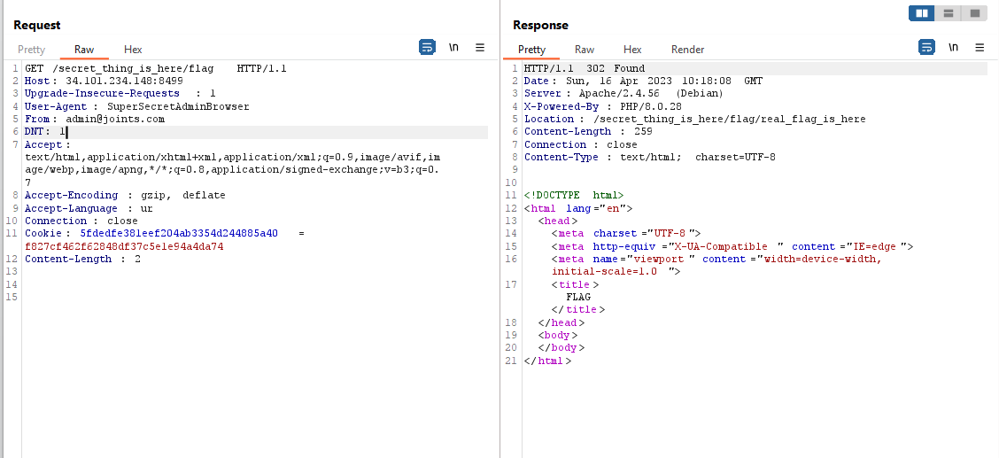 Request
Response
Pretty Raw Hex \n
Pretty Raw Hex Render \n
1 GET /secret_thing_is_here/flag HTTP/1.1
2 Host: 34.101.234.148:8499
3 Upgrade-Insecure-Requests : 1
4 User-Agent : SuperSecretAdminBrowser
5 From: admin@joints.com
6 DNT: 1
7 Accept:
text/html,application/xhtml+xml,application/xml;q=0.9,image/avif,im
age/webp,image/apng,*/*;q=0.8,application/signed-exchange;v=b3;q=0.
7
8 Accept-Encoding : gzip, deflate
9 Accept-Language : ur
10 Connection : close
11 Cookie: 5fdedfe381eef204ab3354d244885a40 =
f827cf462f62848df37c5e1e94a4da74
12 Content-Length : 2
13
14
15
1 HTTP/1.1 302 Found
2 Date: Sun, 16 Apr 2023 10:18:08 GMT
3 Server: Apache/2.4.56 (Debian)
4 X-Powered-By : PHP/8.0.28
5 Location : /secret_thing_is_here/flag/real_flag_is_here
6 Content-Length : 259
7 Connection : close
8 Content-Type : text/html; charset=UTF-8
9
10
11 <!DOCTYPE html>
12 <html lang="en">
13 <head>
14 <meta charset ="UTF-8">
15 <meta http-equiv ="X-UA-Compatible " content ="IE=edge">
16 <meta name="viewport " content ="width=device-width,
initial-scale=1.0 ">
17 <title>
FLAG
</title>
18 </head>
19 <body>
20 </body>
21 </html>